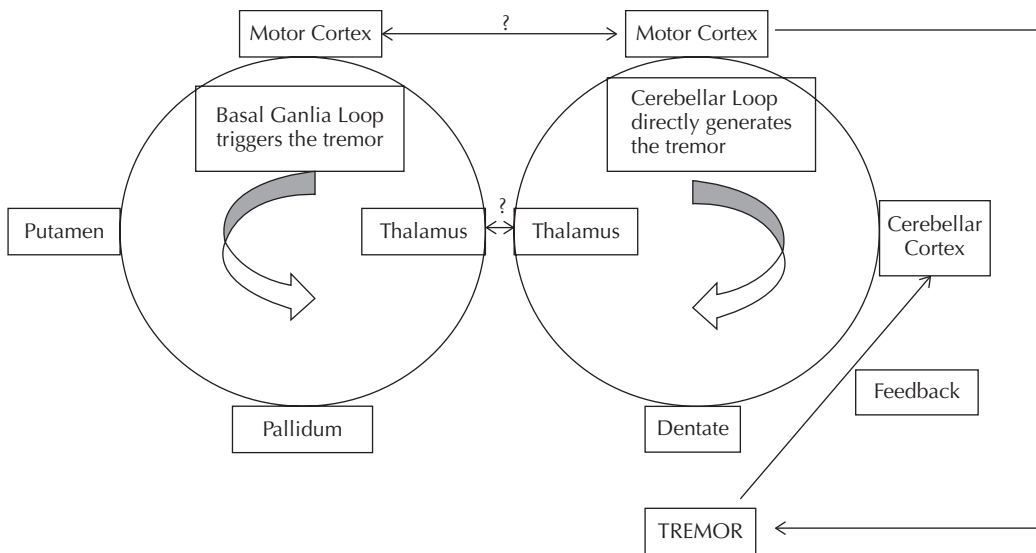 ?
Motor Cortex
Motor Cortex
Basal Ganlia Loop
triggers the tremor
Cerebellar Loop
directly generates
the tremor
?
Putamen
Thalamus
Thalamus
Cerebellar
Cortex
Feedback
Pallidum
Dentate
TREMOR